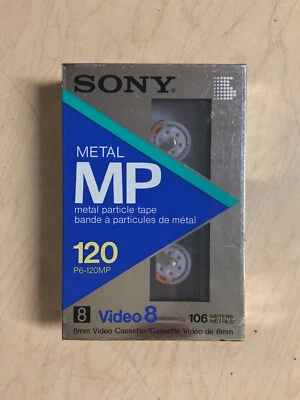 SONY
METAL
MP
metal particle tape
bande à particules de métal
120
P6-120MP
8 Video 8 106 METERS
MÈTRES
8mm Video Cassette/Cassette Vidéo de 8mm